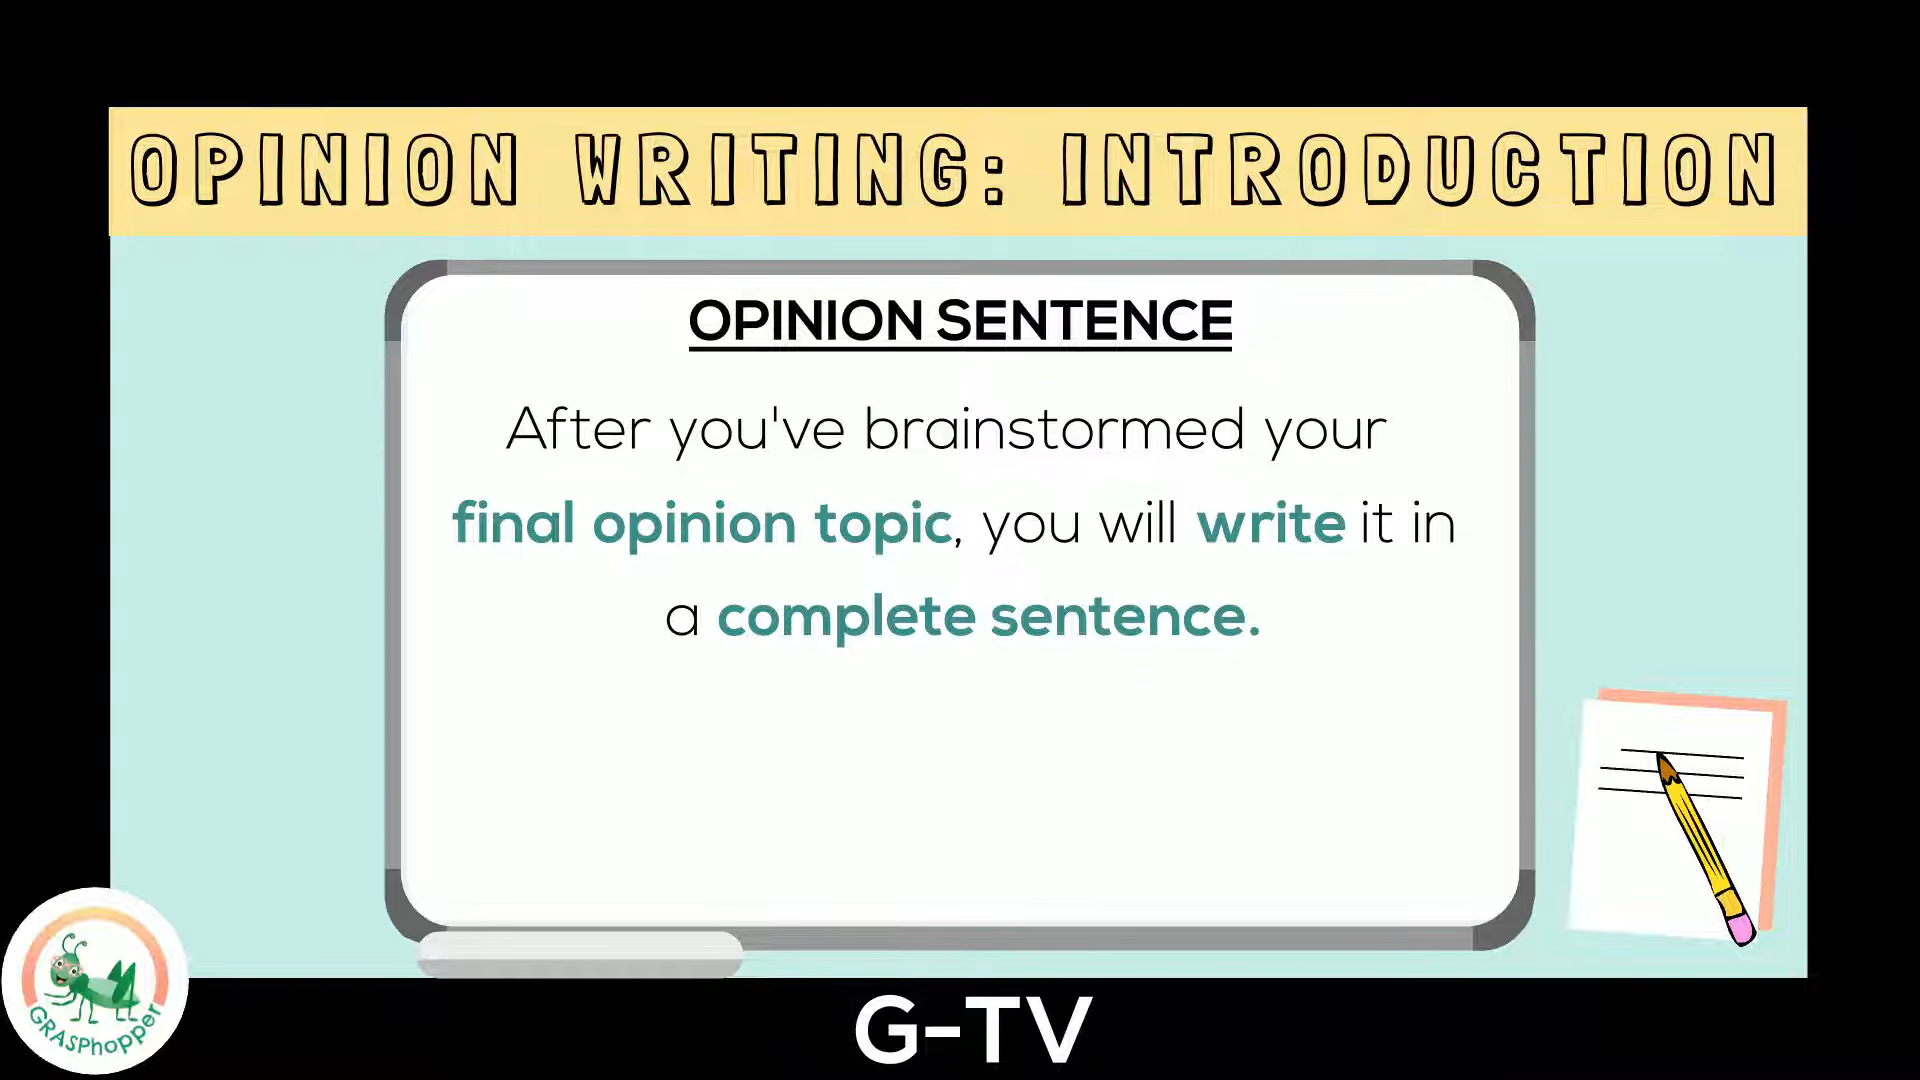 OPINION WRITING: INTRODUCTION
OPINION SENTENCE
After you've brainstormed your
final opinion topic, you will write it in
a complete sentence.
GRASPhopper
G-TV